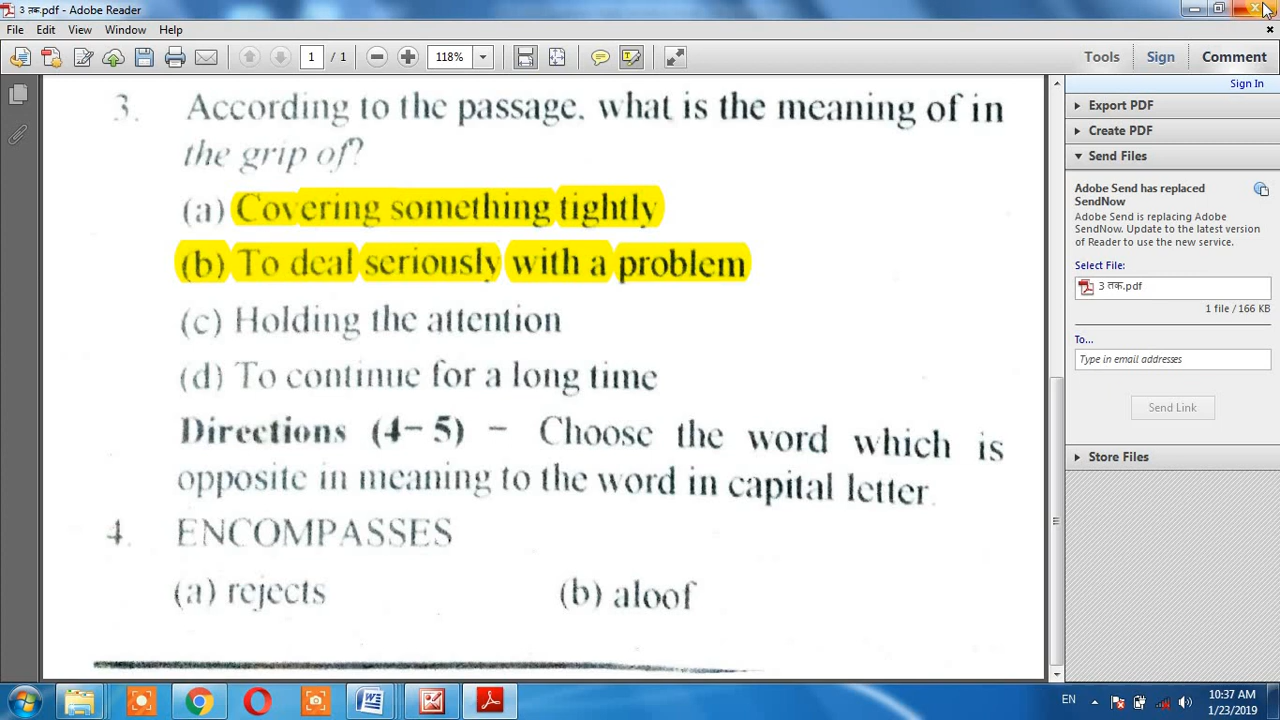 3 तक.pdf - Adobe Reader
File Edit View Window Help
1 / 1 118% Tools Sign Comment
Sign In
Export PDF
Create PDF
Send Files
Adobe Send has replaced
SendNow
Adobe Send is replacing Adobe
SendNow. Update to the latest version
of Reader to use the new service.
Select File:
3 तक.pdf
1 file / 166 KB
To...
Type in email addresses
Send Link
Store Files
3. According to the passage, what is the meaning of in
the grip of?
(a) Covering something tightly
(b) To deal seriously with a problem
(c) Holding the attention
(d) To continue for a long time
Directions (4– 5) – Choose the word which is
opposite in meaning to the word in capital letter.
4. ENCOMPASSES
(a) rejects (b) aloof
EN 10:37 AM
1/23/2019